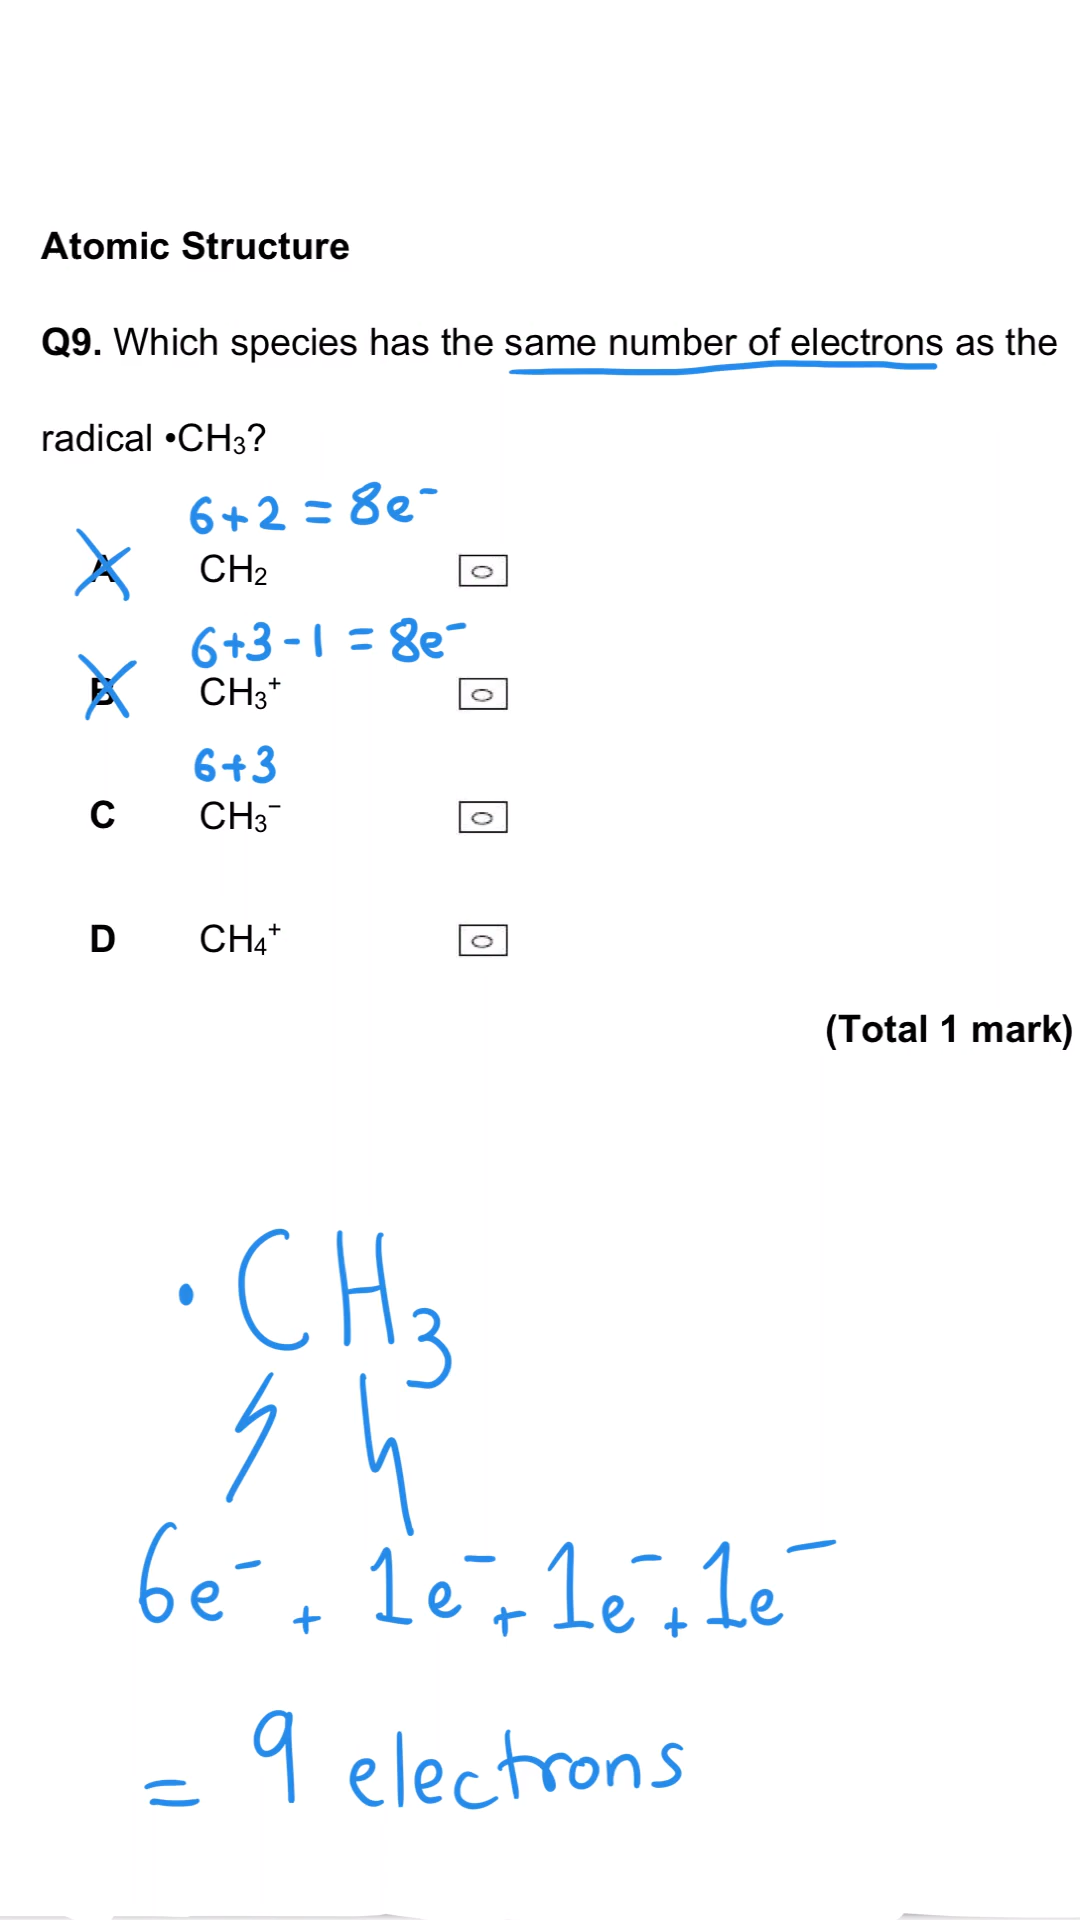 Atomic Structure
Q9. Which species has the same number of electrons as the
radical •CH₃?
6+2 = 8e⁻
A CH₂
6+3-1 = 8e⁻
B CH₃⁺
6+3
C CH₃⁻
D CH₄⁺
(Total 1 mark)
•CH₃
6e⁻ + 1e⁻ + 1e⁻ + 1e⁻
= 9 electrons